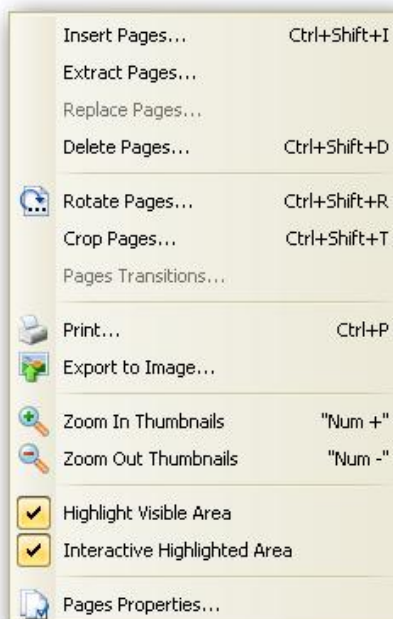 Insert Pages... Ctrl+Shift+I
Extract Pages...
Replace Pages...
Delete Pages... Ctrl+Shift+D
Rotate Pages... Ctrl+Shift+R
Crop Pages... Ctrl+Shift+T
Pages Transitions...
Print... Ctrl+P
Export to Image...
Zoom In Thumbnails "Num +"
Zoom Out Thumbnails "Num -"
Highlight Visible Area
Interactive Highlighted Area
Pages Properties...